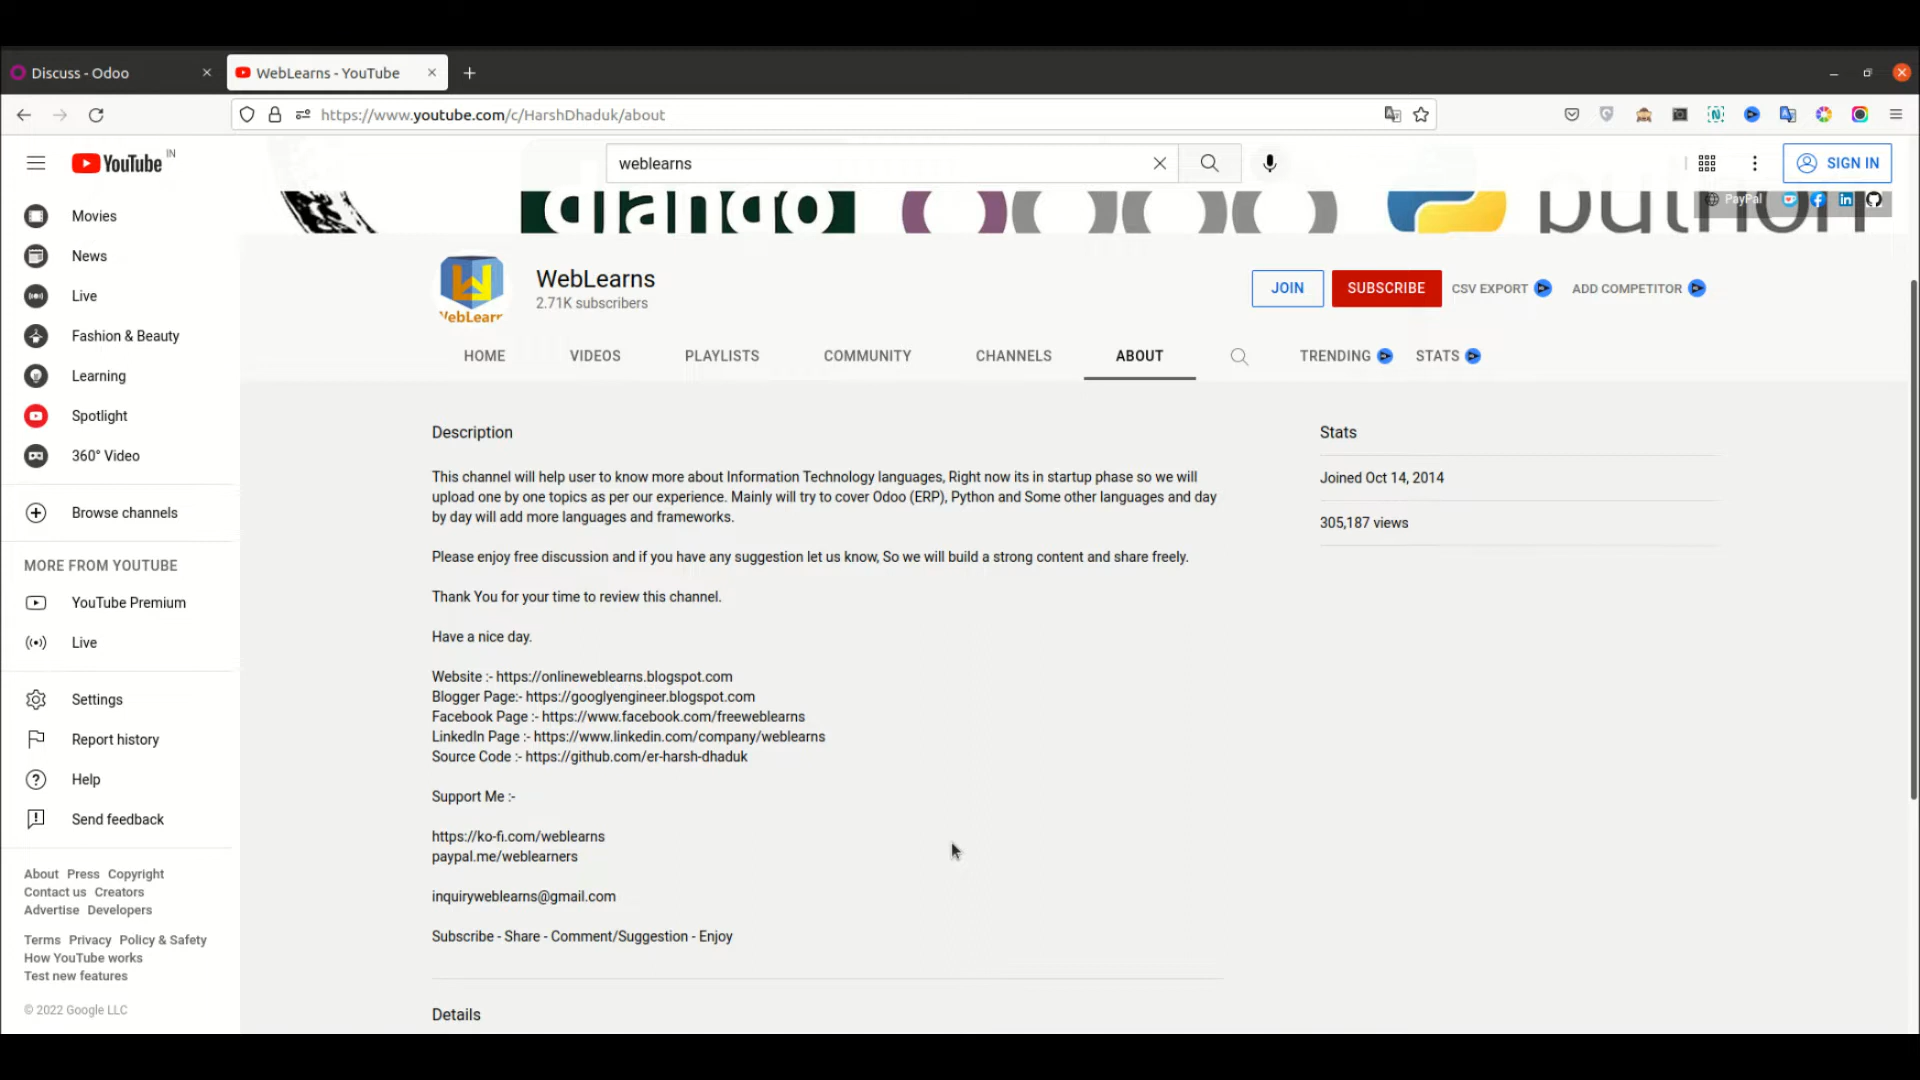 Discuss - Odoo
WebLearns - YouTube
https://www.youtube.com/c/HarshDhaduk/about
YouTube IN
weblearns
SIGN IN
django
odoo
python
PayPal
Movies
News
Live
Fashion & Beauty
Learning
Spotlight
360° Video
Browse channels
MORE FROM YOUTUBE
YouTube Premium
Live
Settings
Report history
Help
Send feedback
About Press Copyright
Contact us Creators
Advertise Developers
Terms Privacy Policy & Safety
How YouTube works
Test new features
© 2022 Google LLC
WebLearns
2.71K subscribers
JOIN
SUBSCRIBE
CSV EXPORT
ADD COMPETITOR
HOME
VIDEOS
PLAYLISTS
COMMUNITY
CHANNELS
ABOUT
TRENDING
STATS
Description
This channel will help user to know more about Information Technology languages, Right now its in startup phase so we will
upload one by one topics as per our experience. Mainly will try to cover Odoo (ERP), Python and Some other languages and day
by day will add more languages and frameworks.
Please enjoy free discussion and if you have any suggestion let us know, So we will build a strong content and share freely.
Thank You for your time to review this channel.
Have a nice day.
Website :- https://onlineweblearns.blogspot.com
Blogger Page:- https://googlyengineer.blogspot.com
Facebook Page :- https://www.facebook.com/freeweblearns
LinkedIn Page :- https://www.linkedin.com/company/weblearns
Source Code :- https://github.com/er-harsh-dhaduk
Support Me :-
https://ko-fi.com/weblearns
paypal.me/weblearners
inquiryweblearns@gmail.com
Subscribe - Share - Comment/Suggestion - Enjoy
Details
Stats
Joined Oct 14, 2014
305,187 views